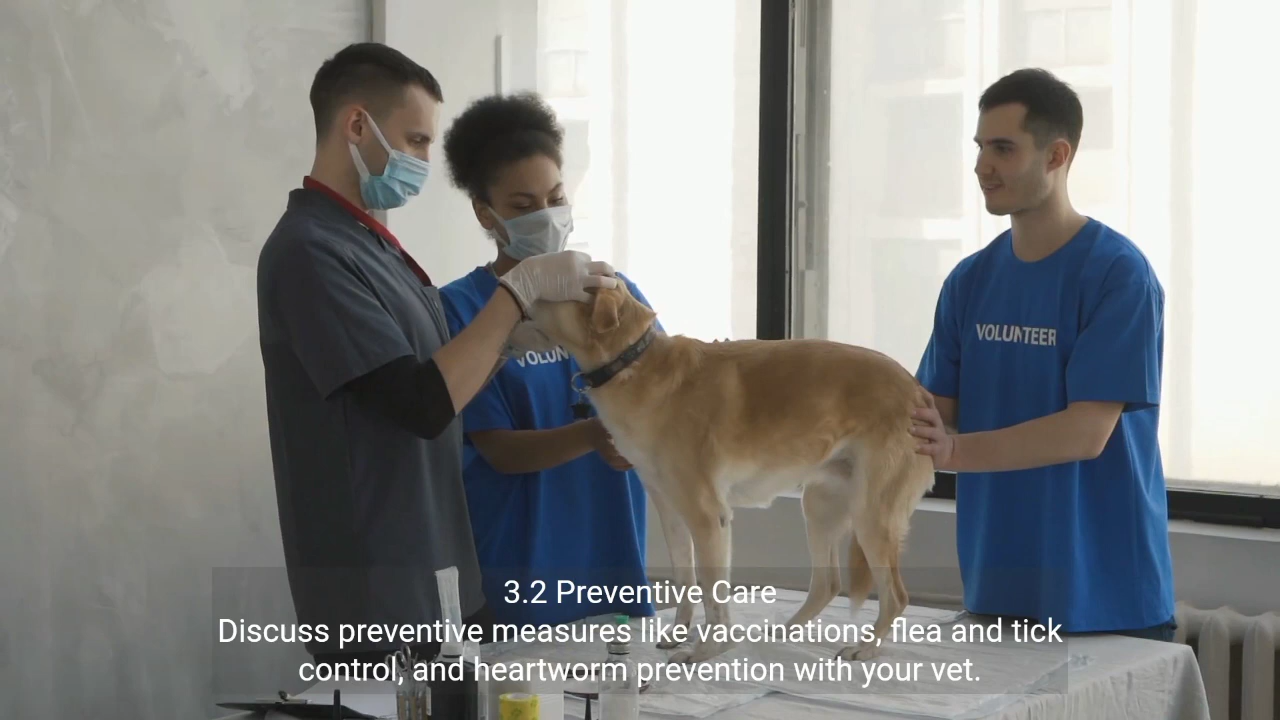 VOLUNTEER
VOLUN
3.2 Preventive Care
Discuss preventive measures like vaccinations, flea and tick
control, and heartworm prevention with your vet.